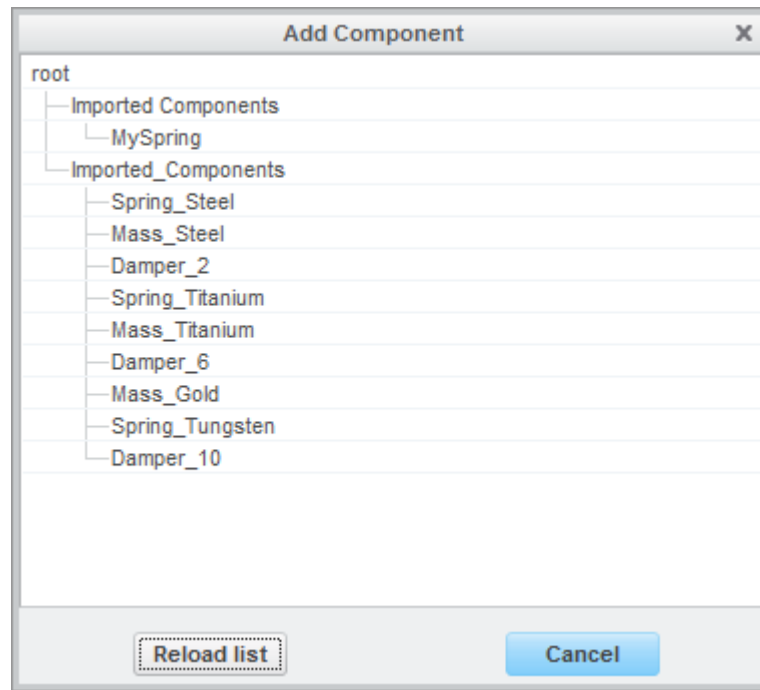 Add Component
root
Imported Components
MySpring
Imported_Components
Spring_Steel
Mass_Steel
Damper_2
Spring_Titanium
Mass_Titanium
Damper_6
Mass_Gold
Spring_Tungsten
Damper_10
Reload list Cancel